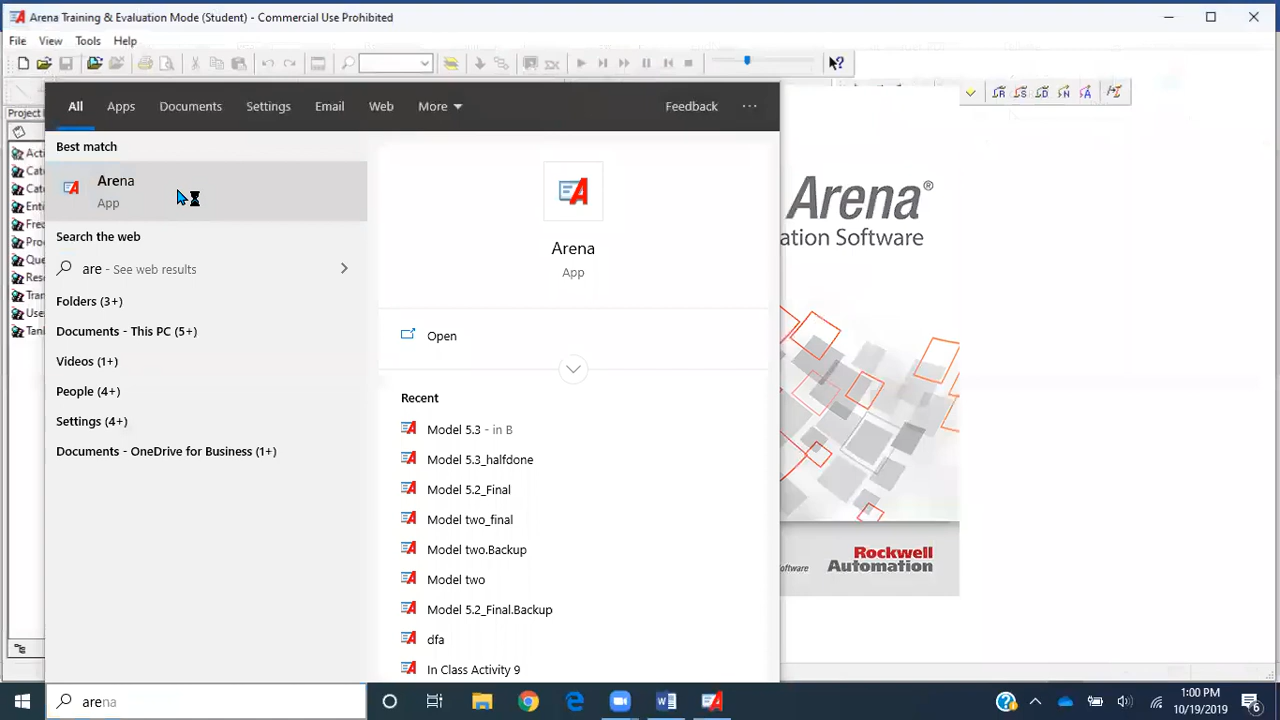 Arena Training & Evaluation Mode (Student) - Commercial Use Prohibited
File View Tools Help
All Apps Documents Settings Email Web More Feedback ...
Project
Best match
Arena
App
Search the web
are - See web results
Folders (3+)
Documents - This PC (5+)
Videos (1+)
People (4+)
Settings (4+)
Documents - OneDrive for Business (1+)
Arena
App
Open
Recent
Model 5.3 - in B
Model 5.3_halfdone
Model 5.2_Final
Model two_final
Model two.Backup
Model two
Model 5.2_Final.Backup
dfa
In Class Activity 9
Arena®
ation Software
Rockwell
Automation
oftware
arena
1:00 PM
10/19/2019
6